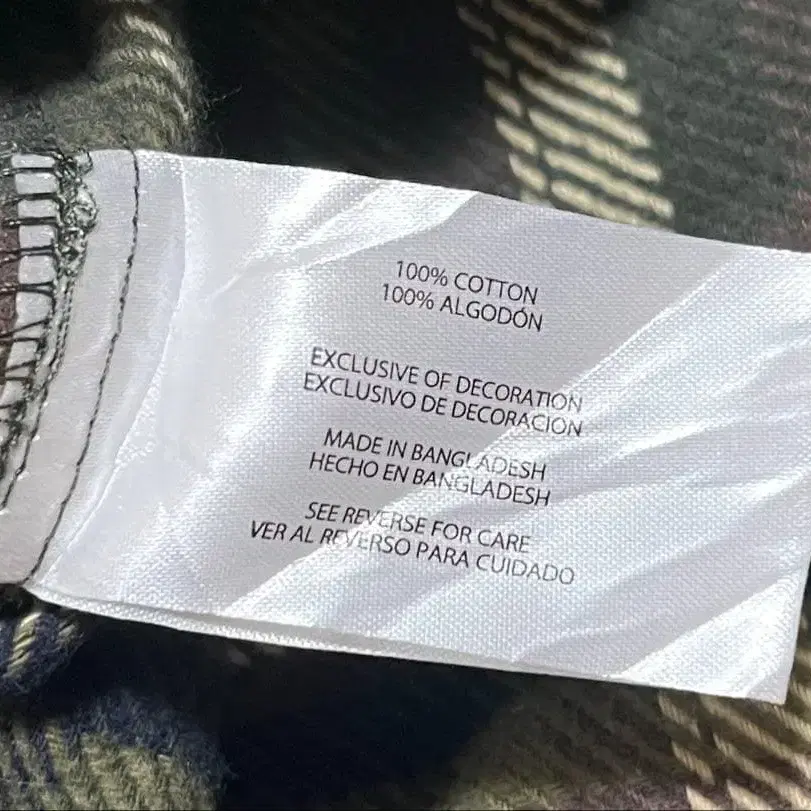 100% COTTON
100% ALGODÓN
EXCLUSIVE OF DECORATION
EXCLUSIVO DE DECORACION
MADE IN BANGLADESH
HECHO EN BANGLADESH
SEE REVERSE FOR CARE
VER AL REVERSO PARA CUIDADO